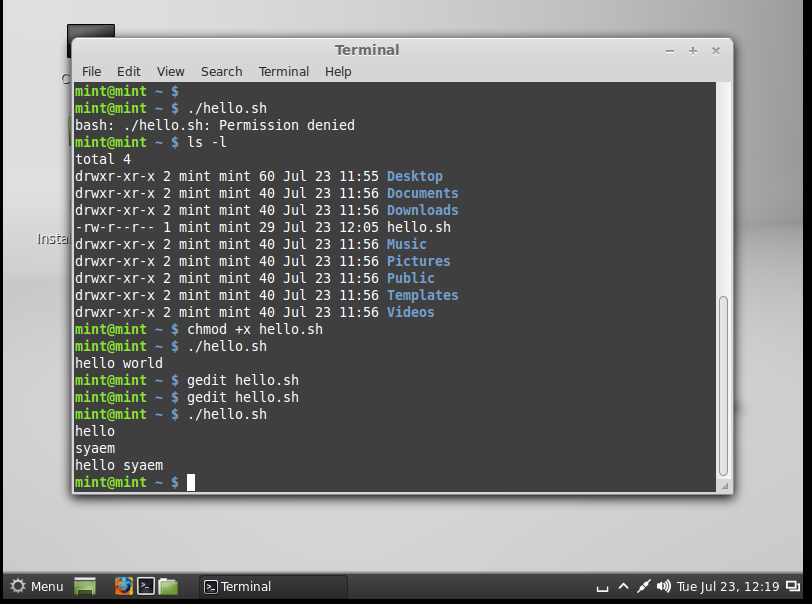 Terminal
File Edit View Search Terminal Help
mint@mint ~ $
mint@mint ~ $ ./hello.sh
bash: ./hello.sh: Permission denied
mint@mint ~ $ ls -l
total 4
drwxr-xr-x 2 mint mint 60 Jul 23 11:55 Desktop
drwxr-xr-x 2 mint mint 40 Jul 23 11:56 Documents
drwxr-xr-x 2 mint mint 40 Jul 23 11:56 Downloads
-rw-r--r-- 1 mint mint 29 Jul 23 12:05 hello.sh
drwxr-xr-x 2 mint mint 40 Jul 23 11:56 Music
drwxr-xr-x 2 mint mint 40 Jul 23 11:56 Pictures
drwxr-xr-x 2 mint mint 40 Jul 23 11:56 Public
drwxr-xr-x 2 mint mint 40 Jul 23 11:56 Templates
drwxr-xr-x 2 mint mint 40 Jul 23 11:56 Videos
mint@mint ~ $ chmod +x hello.sh
mint@mint ~ $ ./hello.sh
hello world
mint@mint ~ $ gedit hello.sh
mint@mint ~ $ gedit hello.sh
mint@mint ~ $ ./hello.sh
hello
syaem
hello syaem
mint@mint ~ $
Menu Terminal Tue Jul 23, 12:19